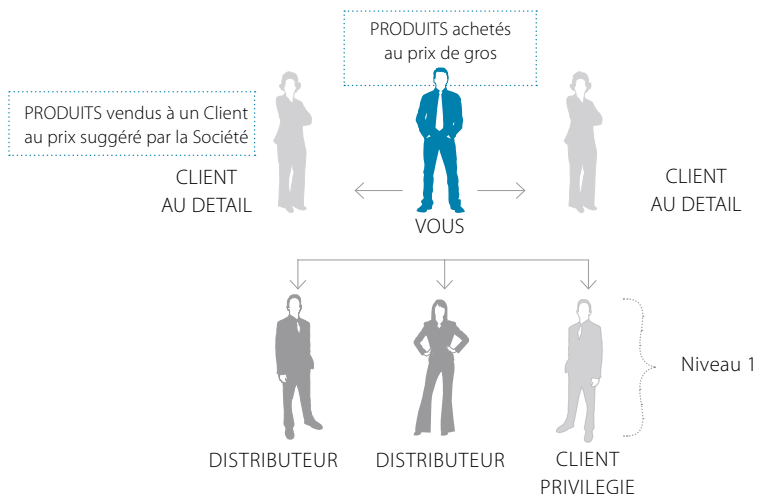 PRODUITS achetés
au prix de gros
PRODUITS vendus à un Client
au prix suggéré par la Société
CLIENT
AU DETAIL
VOUS
CLIENT
AU DETAIL
Niveau 1
DISTRIBUTEUR
DISTRIBUTEUR
CLIENT
PRIVILEGIE